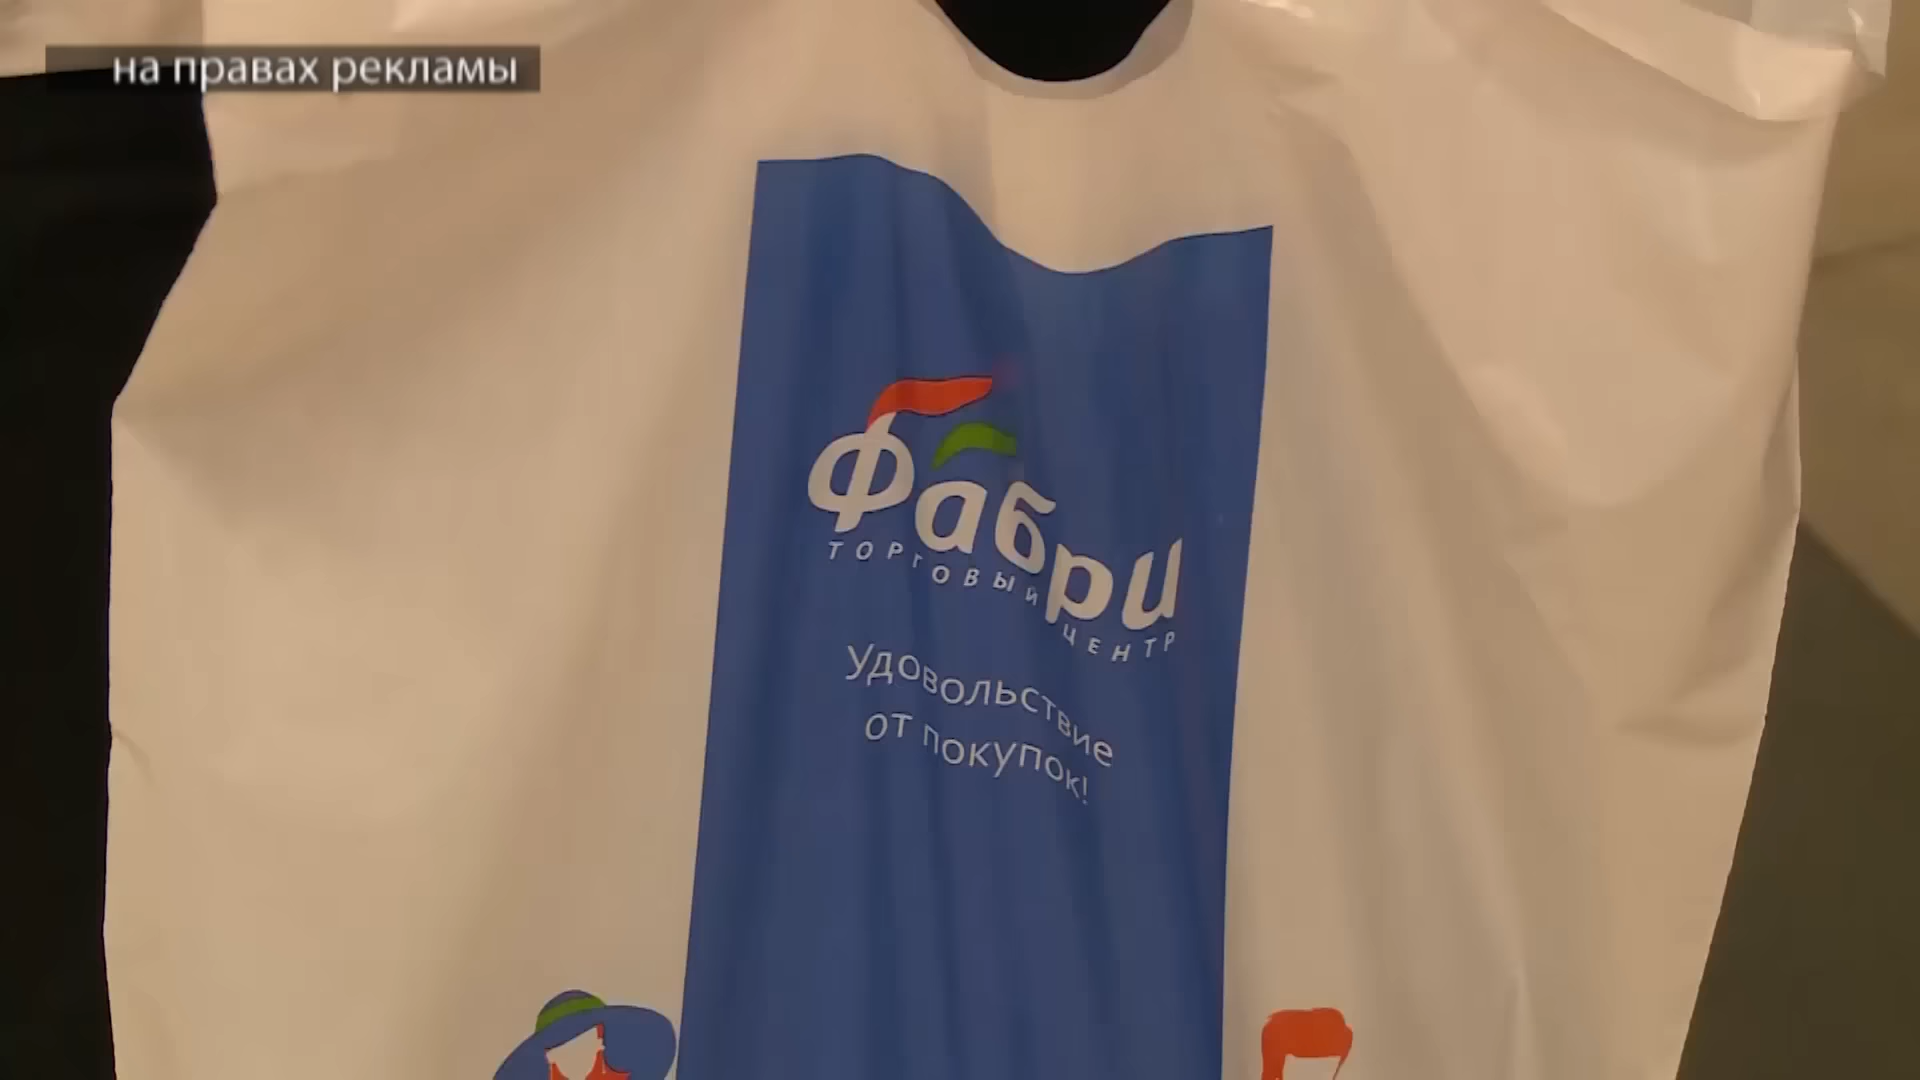 на правах рекламы
Фабри
ТОРГОВЫЙ ЦЕНТР
Удовольствие
от покупок!